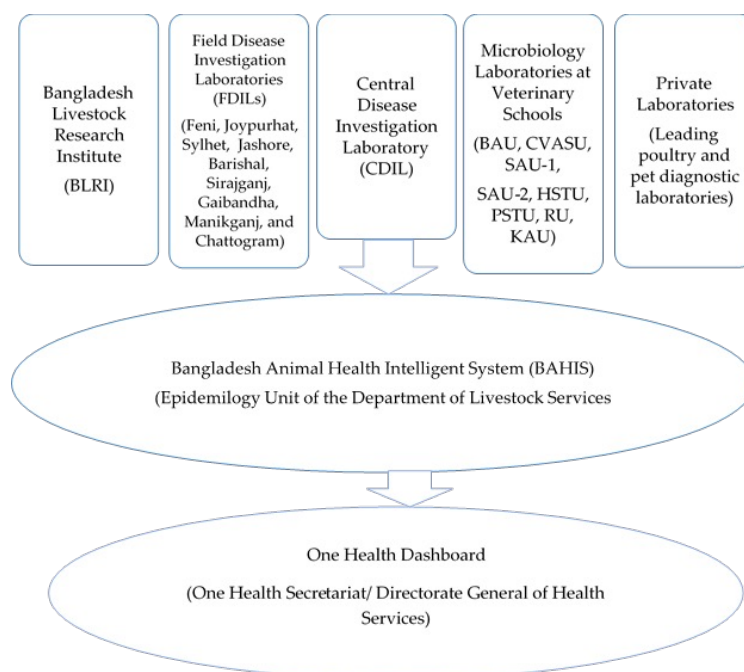 Bangladesh
Livestock
Research
Institute
(BLRI)
Field Disease
Investigation
Laboratories
(FDILs)
(Feni, Joypurhat,
Sylhet, Jashore,
Barishal,
Sirajganj,
Gaibandha,
Manikganj, and
Chattogram)
Central
Disease
Investigation
Laboratory
(CDIL)
Microbiology
Laboratories at
Veterinary
Schools
(BAU, CVASU,
SAU-1,
SAU-2, HSTU,
PSTU, RU,
KAU)
Private
Laboratories
(Leading
poultry and
pet diagnostic
laboratories)
Bangladesh Animal Health Intelligent System (BAHIS)
(Epidemilogy Unit of the Department of Livestock Services
One Health Dashboard
(One Health Secretariat/ Directorate General of Health
Services)